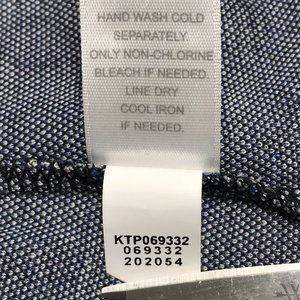 HAND WASH COLD
SEPARATELY.
ONLY NON-CHLORINE
BLEACH IF NEEDED.
LINE DRY
COOL IRON
IF NEEDED.
KTP069332
069332
202054